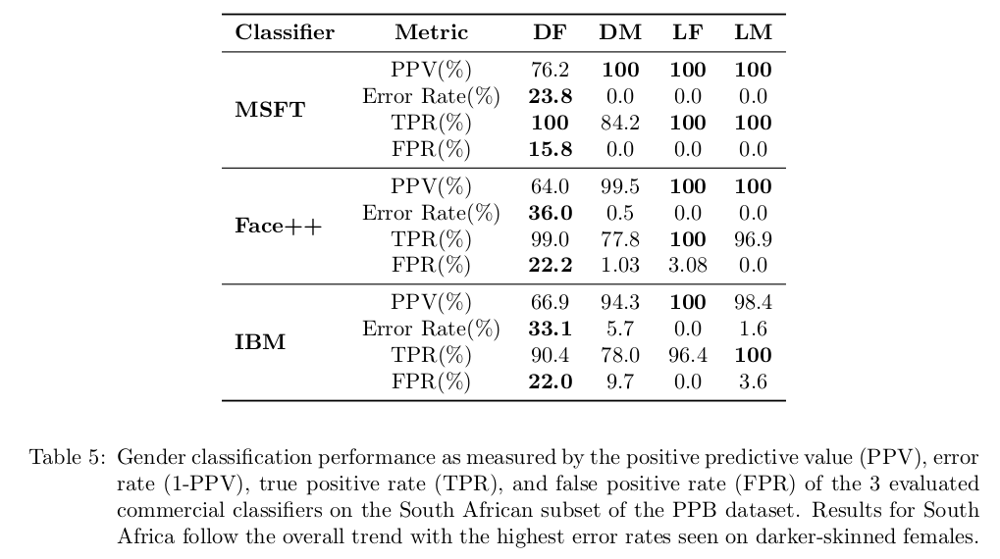 Classifier Metric DF DM LF LM
PPV(%) 76.2 100 100 100
Error Rate(%) 23.8 0.0 0.0 0.0
MSFT
TPR(%) 100 84.2 100 100
FPR(%) 15.8 0.0 0.0 0.0
PPV(%) 64.0 99.5 100 100
Error Rate(%) 36.0 0.5 0.0 0.0
Face++
TPR(%) 99.0 77.8 100 96.9
FPR(%) 22.2 1.03 3.08 0.0
PPV(%) 66.9 94.3 100 98.4
Error Rate(%) 33.1 5.7 0.0 1.6
IBM
TPR(%) 90.4 78.0 96.4 100
FPR(%) 22.0 9.7 0.0 3.6
Table 5: Gender classification performance as measured by the positive predictive value (PPV), error
rate (1-PPV), true positive rate (TPR), and false positive rate (FPR) of the 3 evaluated
commercial classifiers on the South African subset of the PPB dataset. Results for South
Africa follow the overall trend with the highest error rates seen on darker-skinned females.